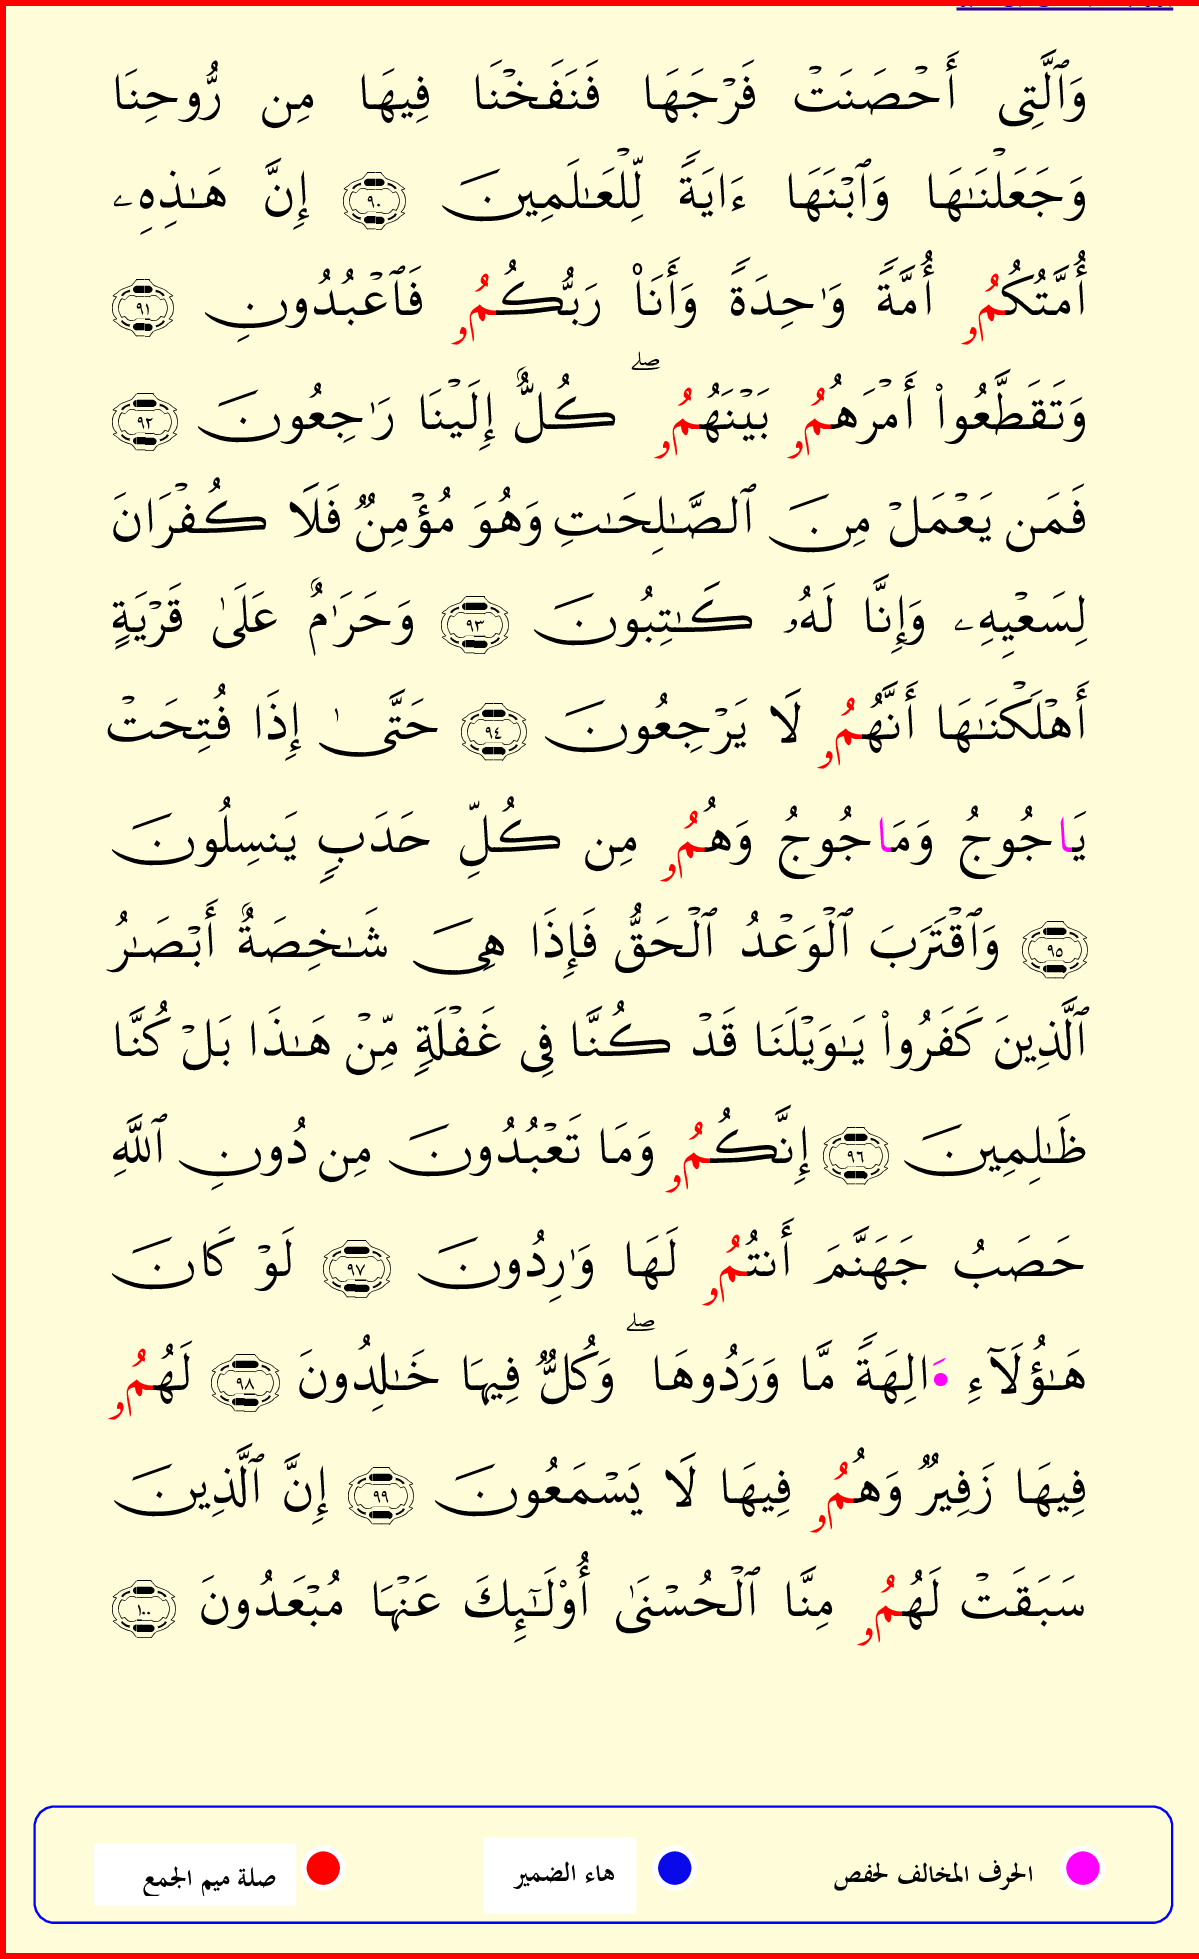 وَٱلَّتِى أَحْصَنَتْ فَرْجَهَا فَنَفَخْنَا فِيهَا مِن رُّوحِنَا
وَجَعَلْنَـٰهَا وَٱبْنَهَا ءَايَةً لِّلْعَـٰلَمِينَ ٩٠ إِنَّ هَـٰذِهِۦ
أُمَّتُكُمُو أُمَّةً وَٰحِدَةً وَأَنَا۠ رَبُّكُمُو فَٱعْبُدُونِ ٩١
وَتَقَطَّعُوا۟ أَمْرَهُمُو بَيْنَهُمُو ۖ كُلٌّ إِلَيْنَا رَٰجِعُونَ ٩٢
فَمَن يَعْمَلْ مِنَ ٱلصَّـٰلِحَـٰتِ وَهُوَ مُؤْمِنٌ فَلَا كُفْرَانَ
لِسَعْيِهِۦ وَإِنَّا لَهُۥ كَـٰتِبُونَ ٩٣ وَحَرَٰمٌ عَلَىٰ قَرْيَةٍ
أَهْلَكْنَـٰهَا أَنَّهُمُو لَا يَرْجِعُونَ ٩٤ حَتَّىٰ إِذَا فُتِحَتْ
يَاجُوجُ وَمَاجُوجُ وَهُمُو مِن كُلِّ حَدَبٍ يَنسِلُونَ
٩٥ وَٱقْتَرَبَ ٱلْوَعْدُ ٱلْحَقُّ فَإِذَا هِىَ شَـٰخِصَةٌ أَبْصَـٰرُ
ٱلَّذِينَ كَفَرُوا۟ يَـٰوَيْلَنَا قَدْ كُنَّا فِى غَفْلَةٍ مِّنْ هَـٰذَا بَلْ كُنَّا
ظَـٰلِمِينَ ٩٦ إِنَّكُمُو وَمَا تَعْبُدُونَ مِن دُونِ ٱللَّهِ
حَصَبُ جَهَنَّمَ أَنتُمُو لَهَا وَٰرِدُونَ ٩٧ لَوْ كَانَ
هَـٰؤُلَآءِ ءَالِهَةً مَّا وَرَدُوهَا ۖ وَكُلٌّ فِيهَا خَـٰلِدُونَ ٩٨ لَهُمُو
فِيهَا زَفِيرٌ وَهُمُو فِيهَا لَا يَسْمَعُونَ ٩٩ إِنَّ ٱلَّذِينَ
سَبَقَتْ لَهُمُو مِنَّا ٱلْحُسْنَىٰ أُو۟لَـٰٓئِكَ عَنْهَا مُبْعَدُونَ ١٠٠
الحرف المخالف لحفص
هاء الضمير
صلة ميم الجمع